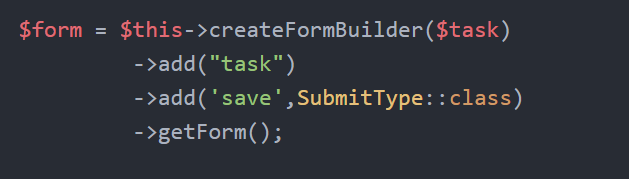 $form = $this->createFormBuilder($task)
->add("task")
->add('save',SubmitType::class)
->getForm();